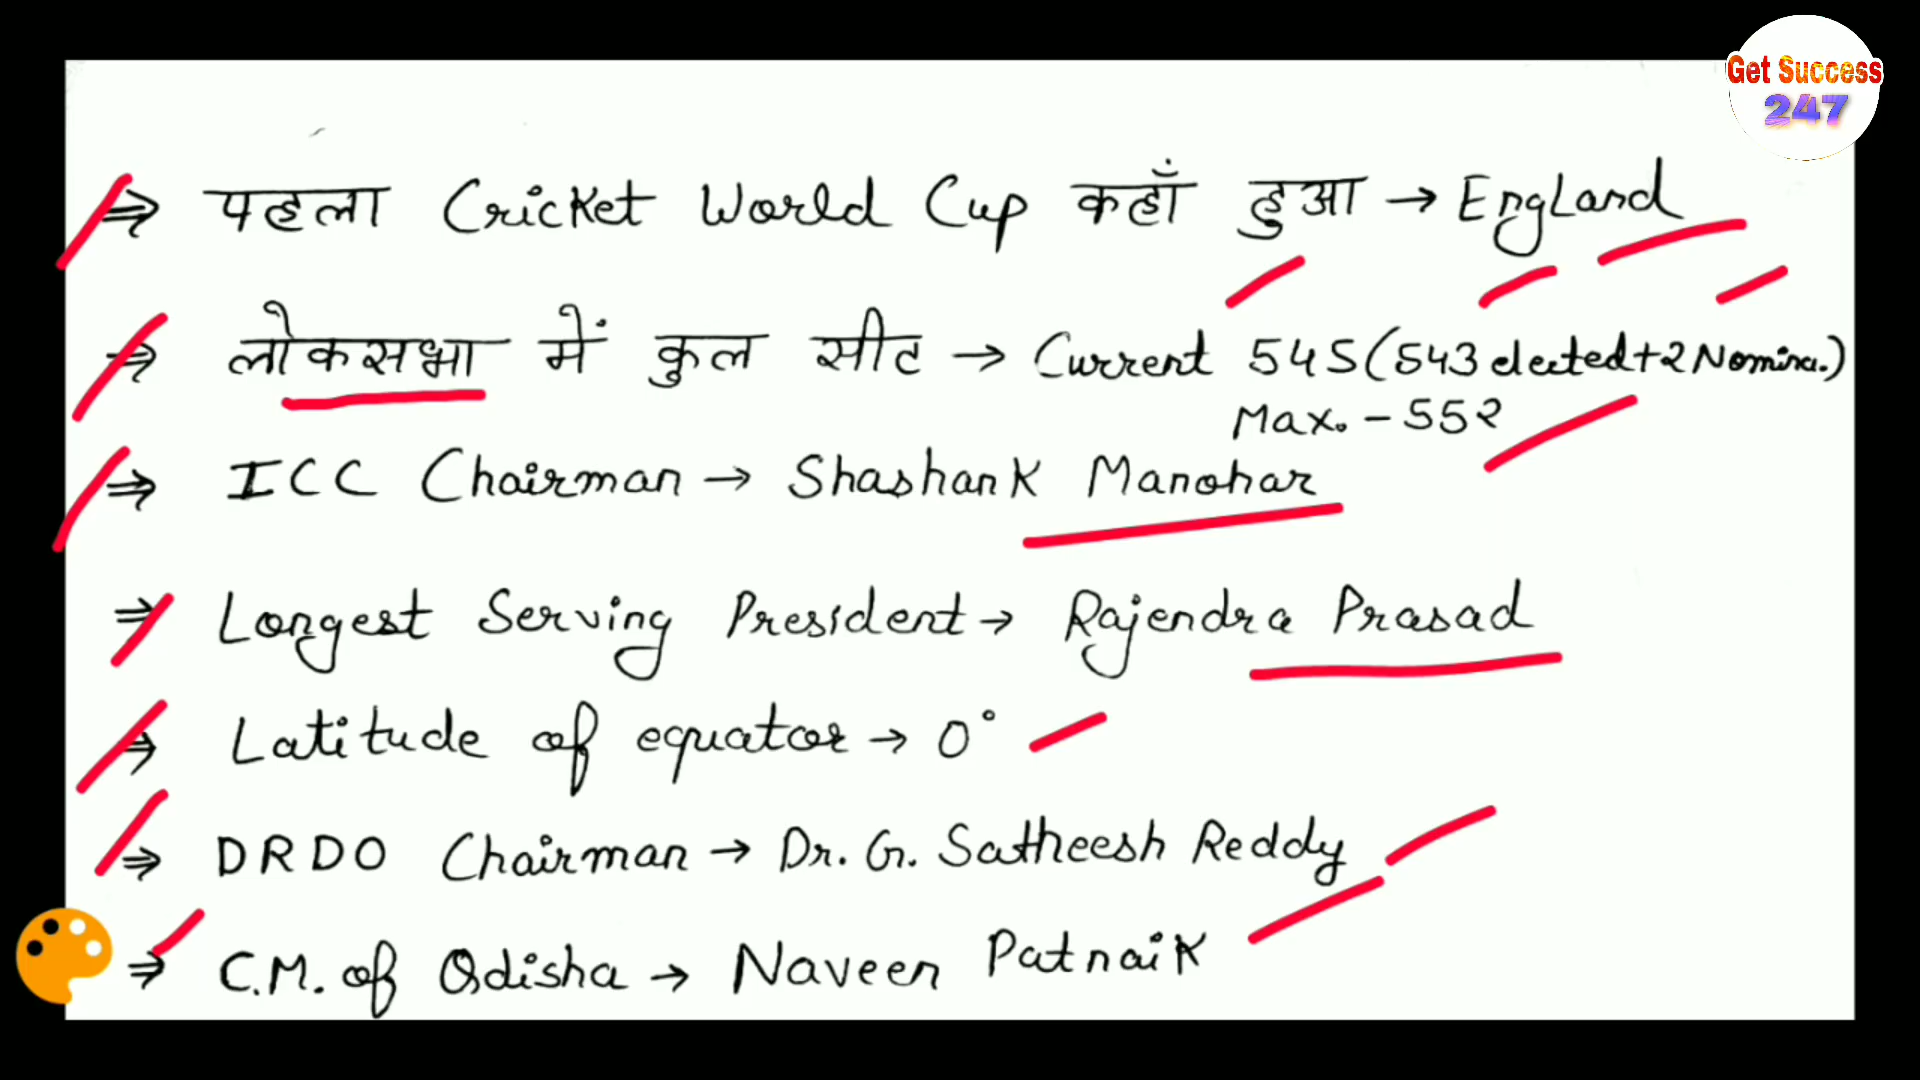 Get Success
247
⇒ पहला Cricket World Cup कहाँ हुआ → England
⇒ लोकसभा में कुल सीट → Current 545 (543 elected + 2 Nomina.)
Max. - 552
⇒ ICC Chairman → Shashank Manohar
⇒ Longest Serving President → Rajendra Prasad
⇒ Latitude of equator → 0°
⇒ DRDO Chairman → Dr. G. Satheesh Reddy
⇒ C.M. of Odisha → Naveen Patnaik